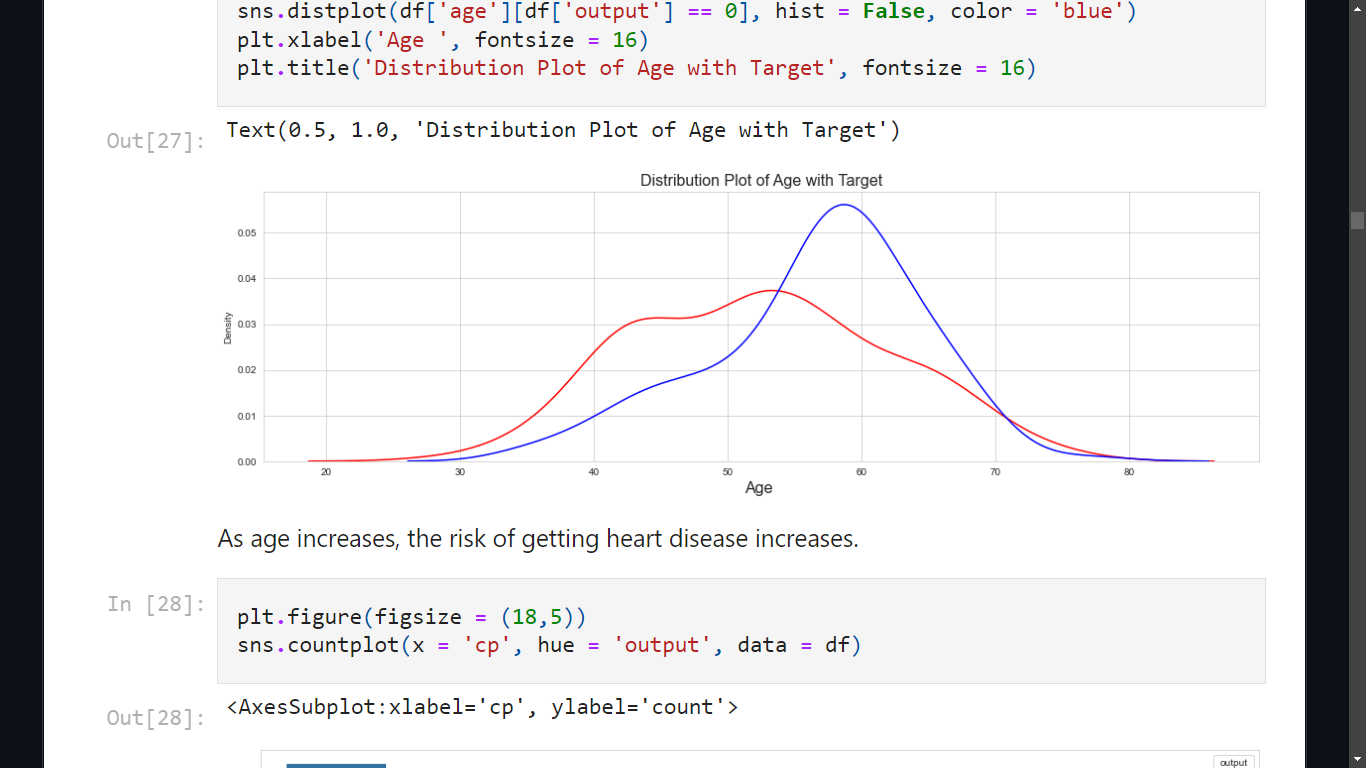 sns.distplot(df['age'][df['output'] == 0], hist = False, color = 'blue')
plt.xlabel('Age ', fontsize = 16)
plt.title('Distribution Plot of Age with Target', fontsize = 16)
Out[27]:
Text(0.5, 1.0, 'Distribution Plot of Age with Target')
Distribution Plot of Age with Target
0.05
0.04
0.03
0.02
0.01
0.00
Density
20 30 40 50 60 70 80
Age
As age increases, the risk of getting heart disease increases.
In [28]:
plt.figure(figsize = (18,5))
sns.countplot(x = 'cp', hue = 'output', data = df)
Out[28]:
<AxesSubplot:xlabel='cp', ylabel='count'>
output